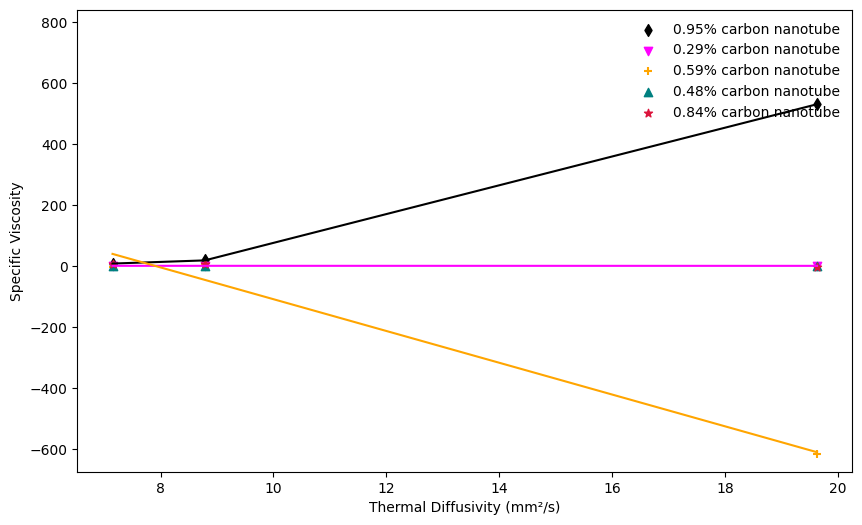 800
600
400
200
0
−200
−400
−600
8
10
12
14
16
18
20
Specific Viscosity
Thermal Diffusivity (mm²/s)
0.95% carbon nanotube
0.29% carbon nanotube
0.59% carbon nanotube
0.48% carbon nanotube
0.84% carbon nanotube